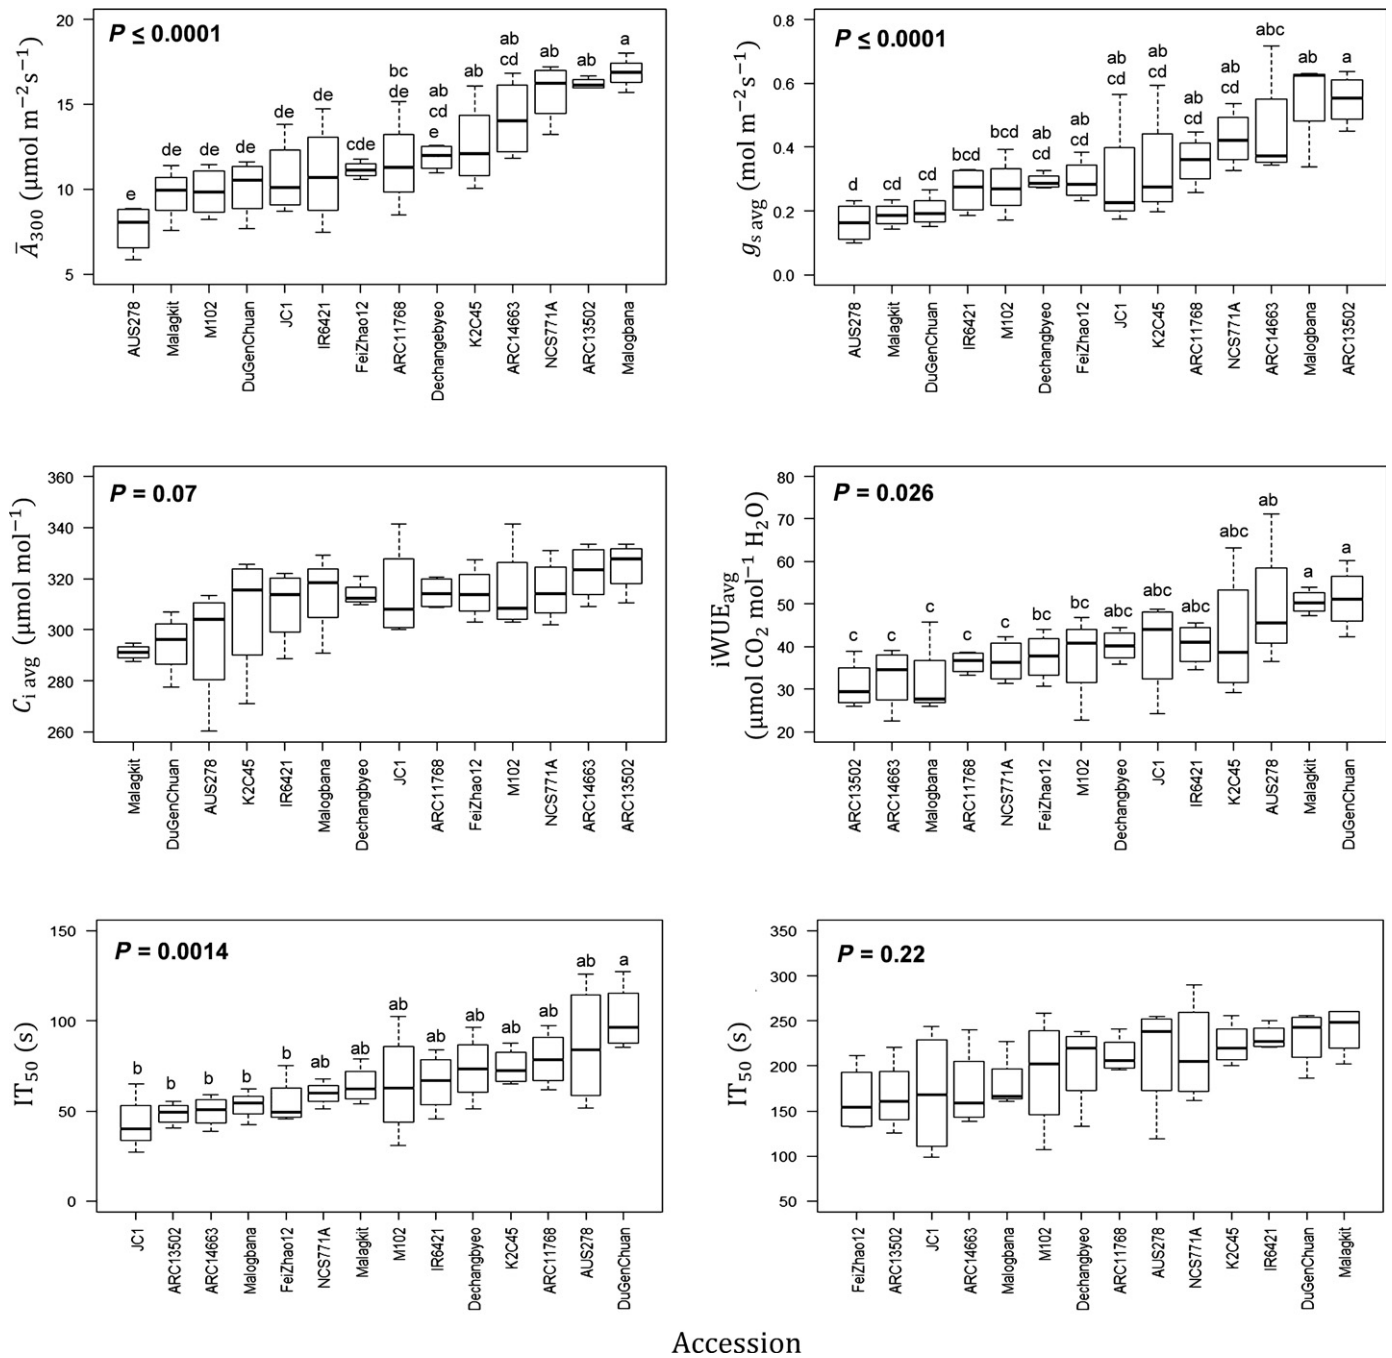 P ≤ 0.0001
Ā300 (μmol m−2s−1)
20
15
10
5
e
de
de
de
de
de
cde
bc
de
ab
cd
e
ab
ab
cd
ab
ab
a
AUS278
Malagkit
M102
DuGenChuan
JC1
IR6421
FeiZhao12
ARC11768
Dechangebyeo
K2C45
ARC14663
NCS771A
ARC13502
Malogbana
P ≤ 0.0001
gs avg (mol m−2s−1)
0.8
0.6
0.4
0.2
0.0
d
cd
cd
bcd
bcd
ab
cd
ab
cd
ab
cd
ab
cd
ab
cd
ab
cd
abc
ab
a
AUS278
Malagkit
DuGenChuan
IR6421
M102
Dechangbyeo
FeiZhao12
JC1
K2C45
ARC11768
NCS771A
ARC14663
Malogbana
ARC13502
P = 0.07
Ci avg (μmol mol−1)
360
340
320
300
280
260
Malagkit
DuGenChuan
AUS278
K2C45
IR6421
Malogbana
Dechangbyeo
JC1
ARC11768
FeiZhao12
M102
NCS771A
ARC14663
ARC13502
P = 0.026
iWUEavg
(μmol CO2 mol−1 H2O)
80
70
60
50
40
30
20
c
c
c
c
c
bc
bc
abc
abc
abc
abc
ab
a
a
ARC13502
ARC14663
Malogbana
ARC11768
NCS771A
FeiZhao12
M102
Dechangbyeo
JC1
IR6421
K2C45
AUS278
Malagkit
DuGenChuan
P = 0.0014
IT50 (s)
150
100
50
0
b
b
b
b
b
ab
ab
ab
ab
ab
ab
ab
ab
a
JC1
ARC13502
ARC14663
Malogbana
FeiZhao12
NCS771A
Malagkit
M102
IR6421
Dechangbyeo
K2C45
ARC11768
AUS278
DuGenChuan
P = 0.22
IT50 (s)
350
300
250
200
150
100
50
FeiZhao12
ARC13502
JC1
ARC14663
Malogbana
M102
Dechangbyeo
ARC11768
AUS278
NCS771A
K2C45
IR6421
DuGenChuan
Malagkit
Accession